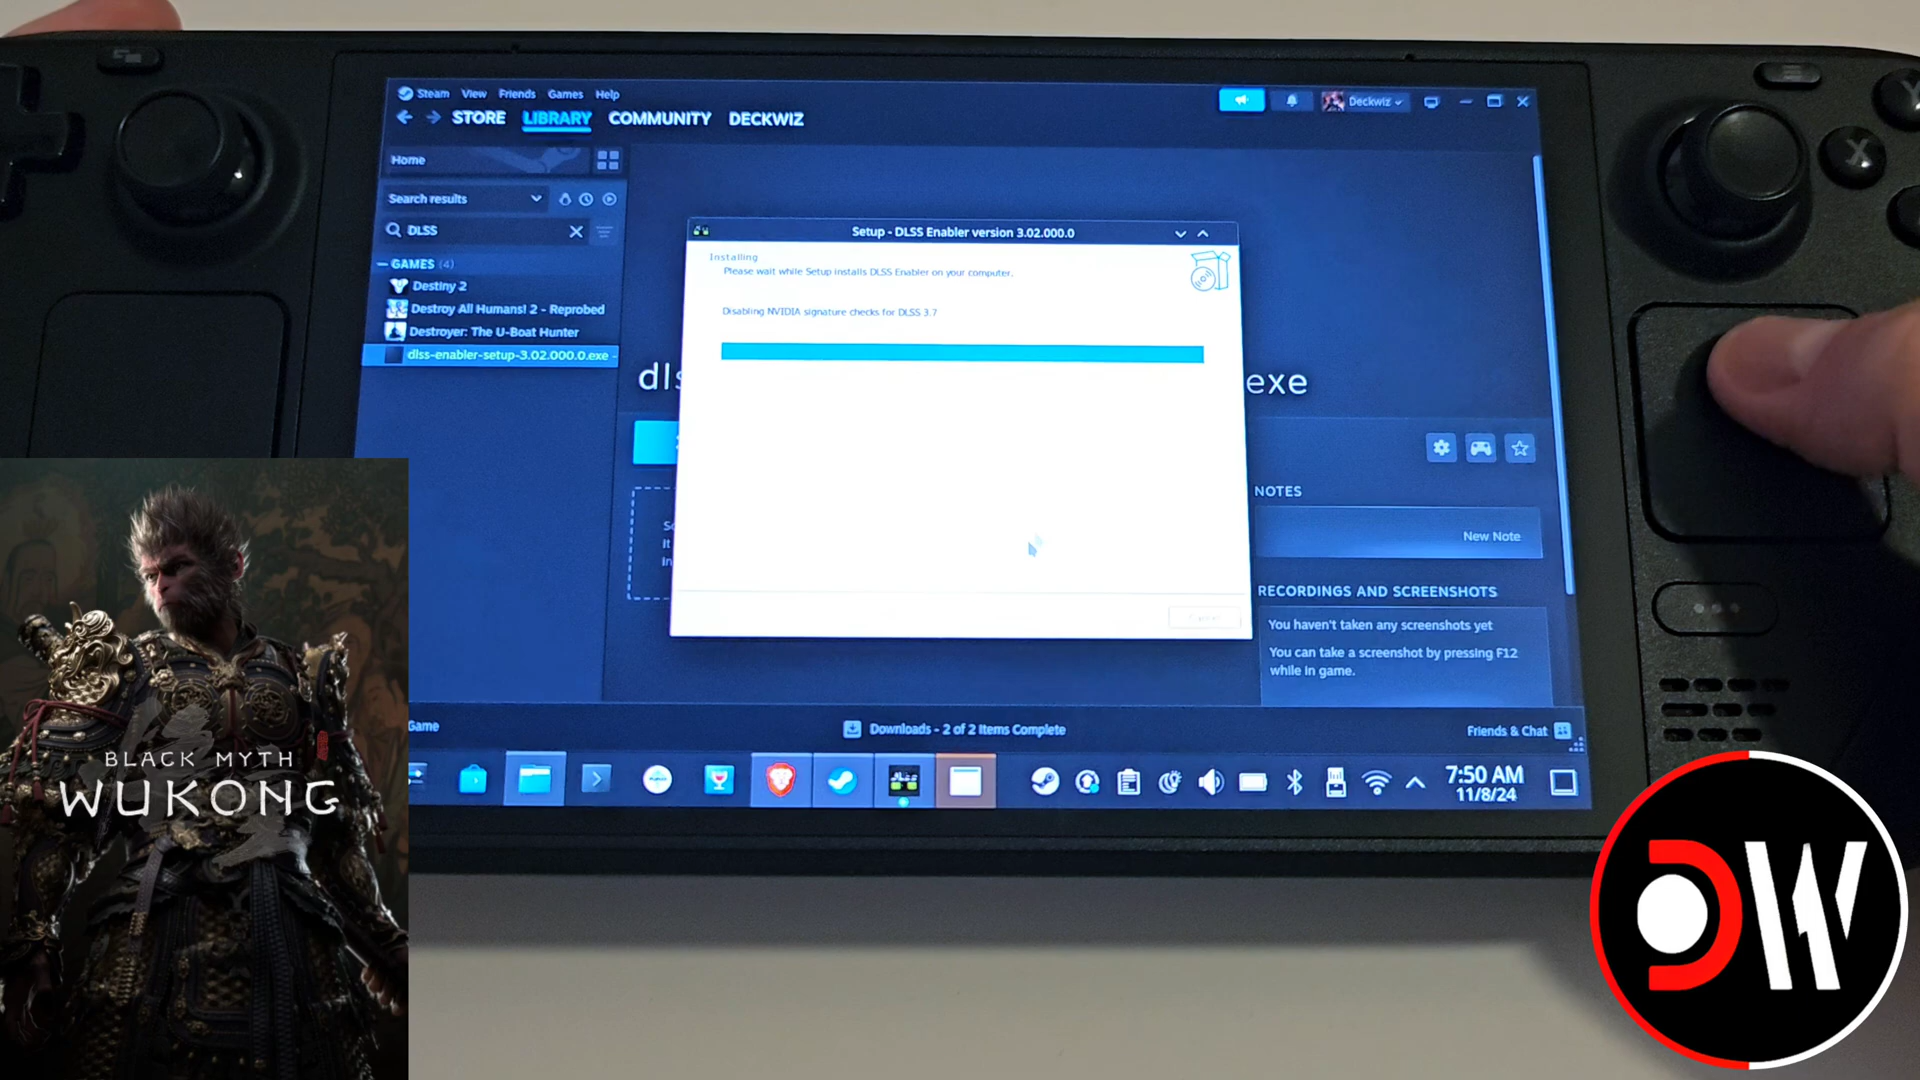 Steam View Friends Games Help
Deckwiz
STORE LIBRARY COMMUNITY DECKWIZ
Home
Search results
DLSS
GAMES (4)
Destiny 2
Destroy All Humans! 2 - Reprobed
Destroyer: The U-Boat Hunter
dlss-enabler-setup-3.02.000.0.exe -
Setup - DLSS Enabler version 3.02.000.0
Installing
Please wait while Setup installs DLSS Enabler on your computer.
Disabling NVIDIA signature checks for DLSS 3.7
dls
exe
So
It
in
NOTES
New Note
RECORDINGS AND SCREENSHOTS
You haven't taken any screenshots yet
You can take a screenshot by pressing F12
while in game.
Game
Downloads - 2 of 2 Items Complete
Friends & Chat
7:50 AM
11/8/24
X
Y
BLACK MYTH
WUKONG
DW